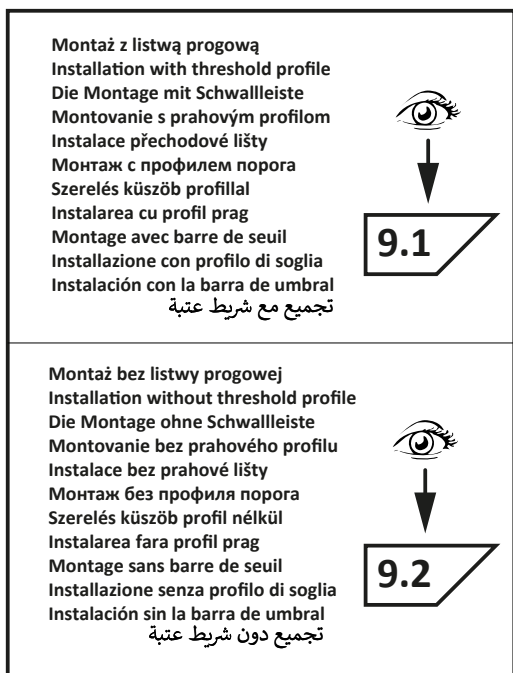 Montaż z listwą progową
Installation with threshold profile
Die Montage mit Schwallleiste
Montovanie s prahovým profilom
Instalace přechodové lišty
Монтаж с профилем порога
Szerelés küszöb profillal
Instalarea cu profil prag
Montage avec barre de seuil
Installazione con profilo di soglia
Instalación con la barra de umbral
تجميع مع شريط عتبة
9.1
Montaż bez listwy progowej
Installation without threshold profile
Die Montage ohne Schwallleiste
Montovanie bez prahového profilu
Instalace bez prahové lišty
Монтаж без профиля порога
Szerelés küszöb profil nélkül
Instalarea fara profil prag
Montage sans barre de seuil
Installazione senza profilo di soglia
Instalación sin la barra de umbral
تجميع دون شريط عتبة
9.2